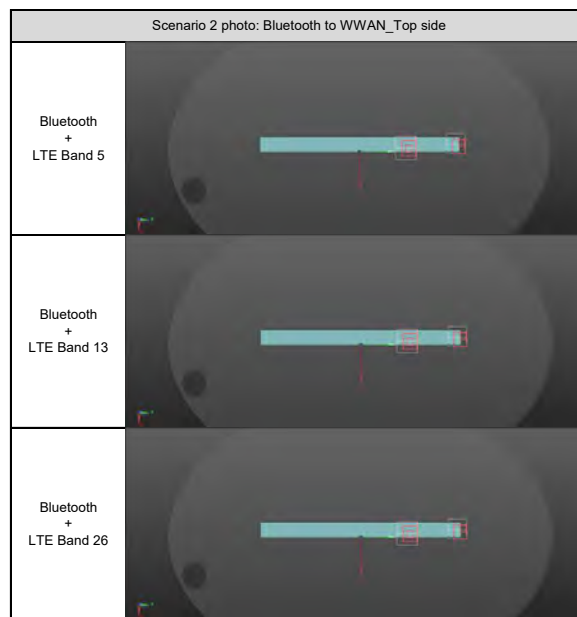 Scenario 2 photo: Bluetooth to WWAN_Top side
Bluetooth
+
LTE Band 5
Bluetooth
+
LTE Band 13
Bluetooth
+
LTE Band 26